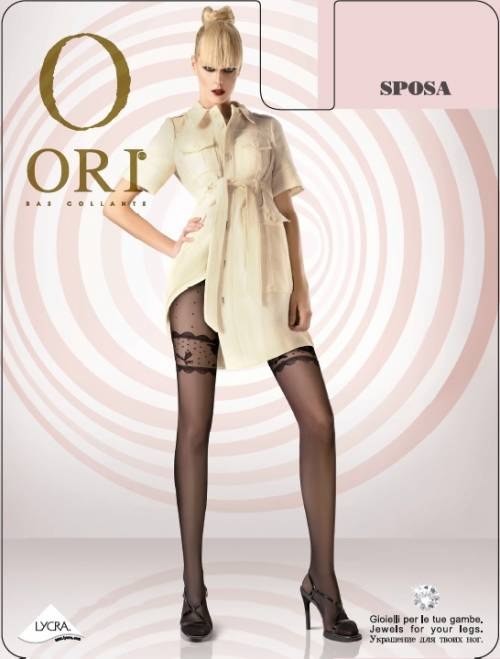 O
ORI
BAS COLLANTE
SPOSA
LYCRA.
Gioielli per le tue gambe.
Jewels for your legs.
Украшение для твоих ног.